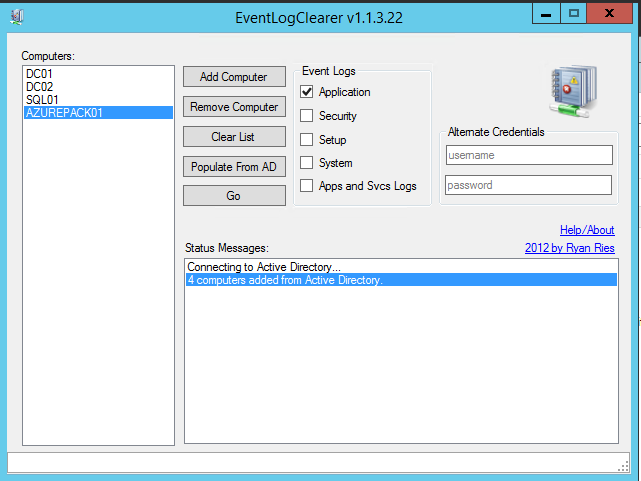 EventLogClearer v1.1.3.22
Computers:
DC01
DC02
SQL01
AZUREPACK01
Add Computer
Remove Computer
Clear List
Populate From AD
Go
Event Logs
Application
Security
Setup
System
Apps and Svcs Logs
Alternate Credentials
username
password
Help/About
2012 by Ryan Ries
Status Messages:
Connecting to Active Directory...
4 computers added from Active Directory.